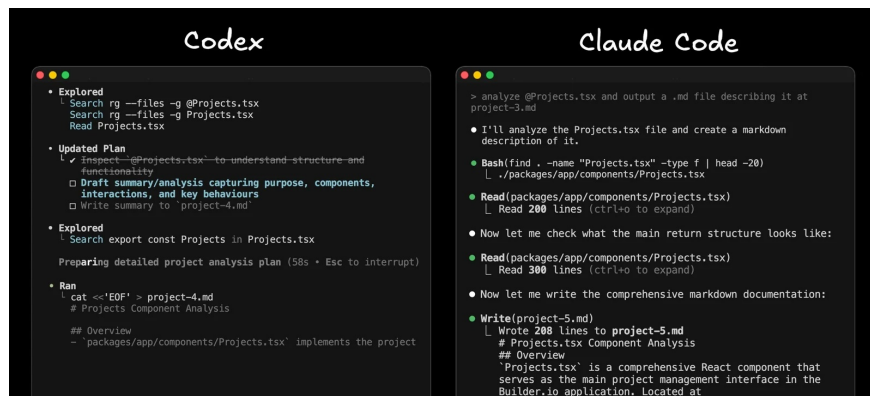 Codex
• Explored
└ Search rg --files -g @Projects.tsx
Search rg --files -g Projects.tsx
Read Projects.tsx
• Updated Plan
└ ✔ Inspect `@Projects.tsx` to understand structure and
functionality
□ Draft summary/analysis capturing purpose, components,
interactions, and key behaviours
□ Write summary to `project-4.md`
• Explored
└ Search export const Projects in Projects.tsx
Preparing detailed project analysis plan (58s • Esc to interrupt)
• Ran
└ cat <<'EOF' > project-4.md
# Projects Component Analysis
## Overview
- `packages/app/components/Projects.tsx` implements the project
Claude Code
> analyze @Projects.tsx and output a .md file describing it at
project-3.md
● I'll analyze the Projects.tsx file and create a markdown
description of it.
● Bash(find . -name "Projects.tsx" -type f | head -20)
⎿ ./packages/app/components/Projects.tsx
● Read(packages/app/components/Projects.tsx)
⎿ Read 200 lines (ctrl+o to expand)
● Now let me check what the main return structure looks like:
● Read(packages/app/components/Projects.tsx)
⎿ Read 300 lines (ctrl+o to expand)
● Now let me write the comprehensive markdown documentation:
● Write(project-5.md)
⎿ Wrote 208 lines to project-5.md
# Projects.tsx Component Analysis
## Overview
`Projects.tsx` is a comprehensive React component that
serves as the main project management interface in the
Builder.io application. Located at